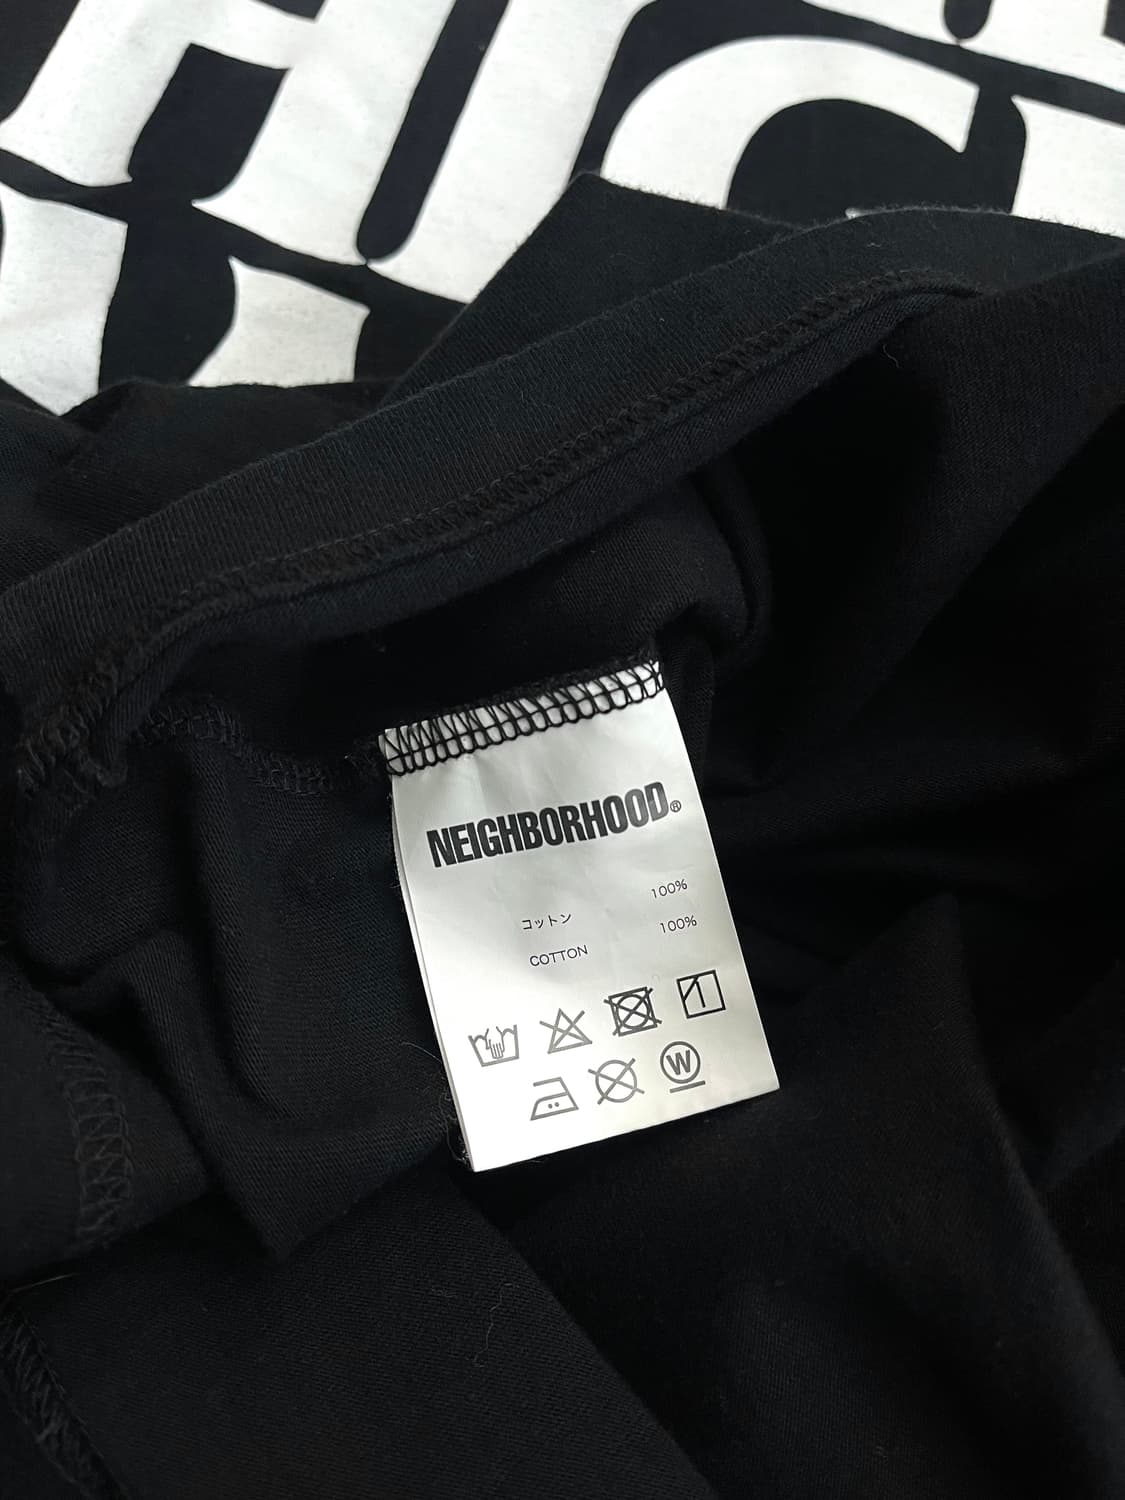 NEIGHBORHOOD®
コットン 100%
COTTON 100%
W